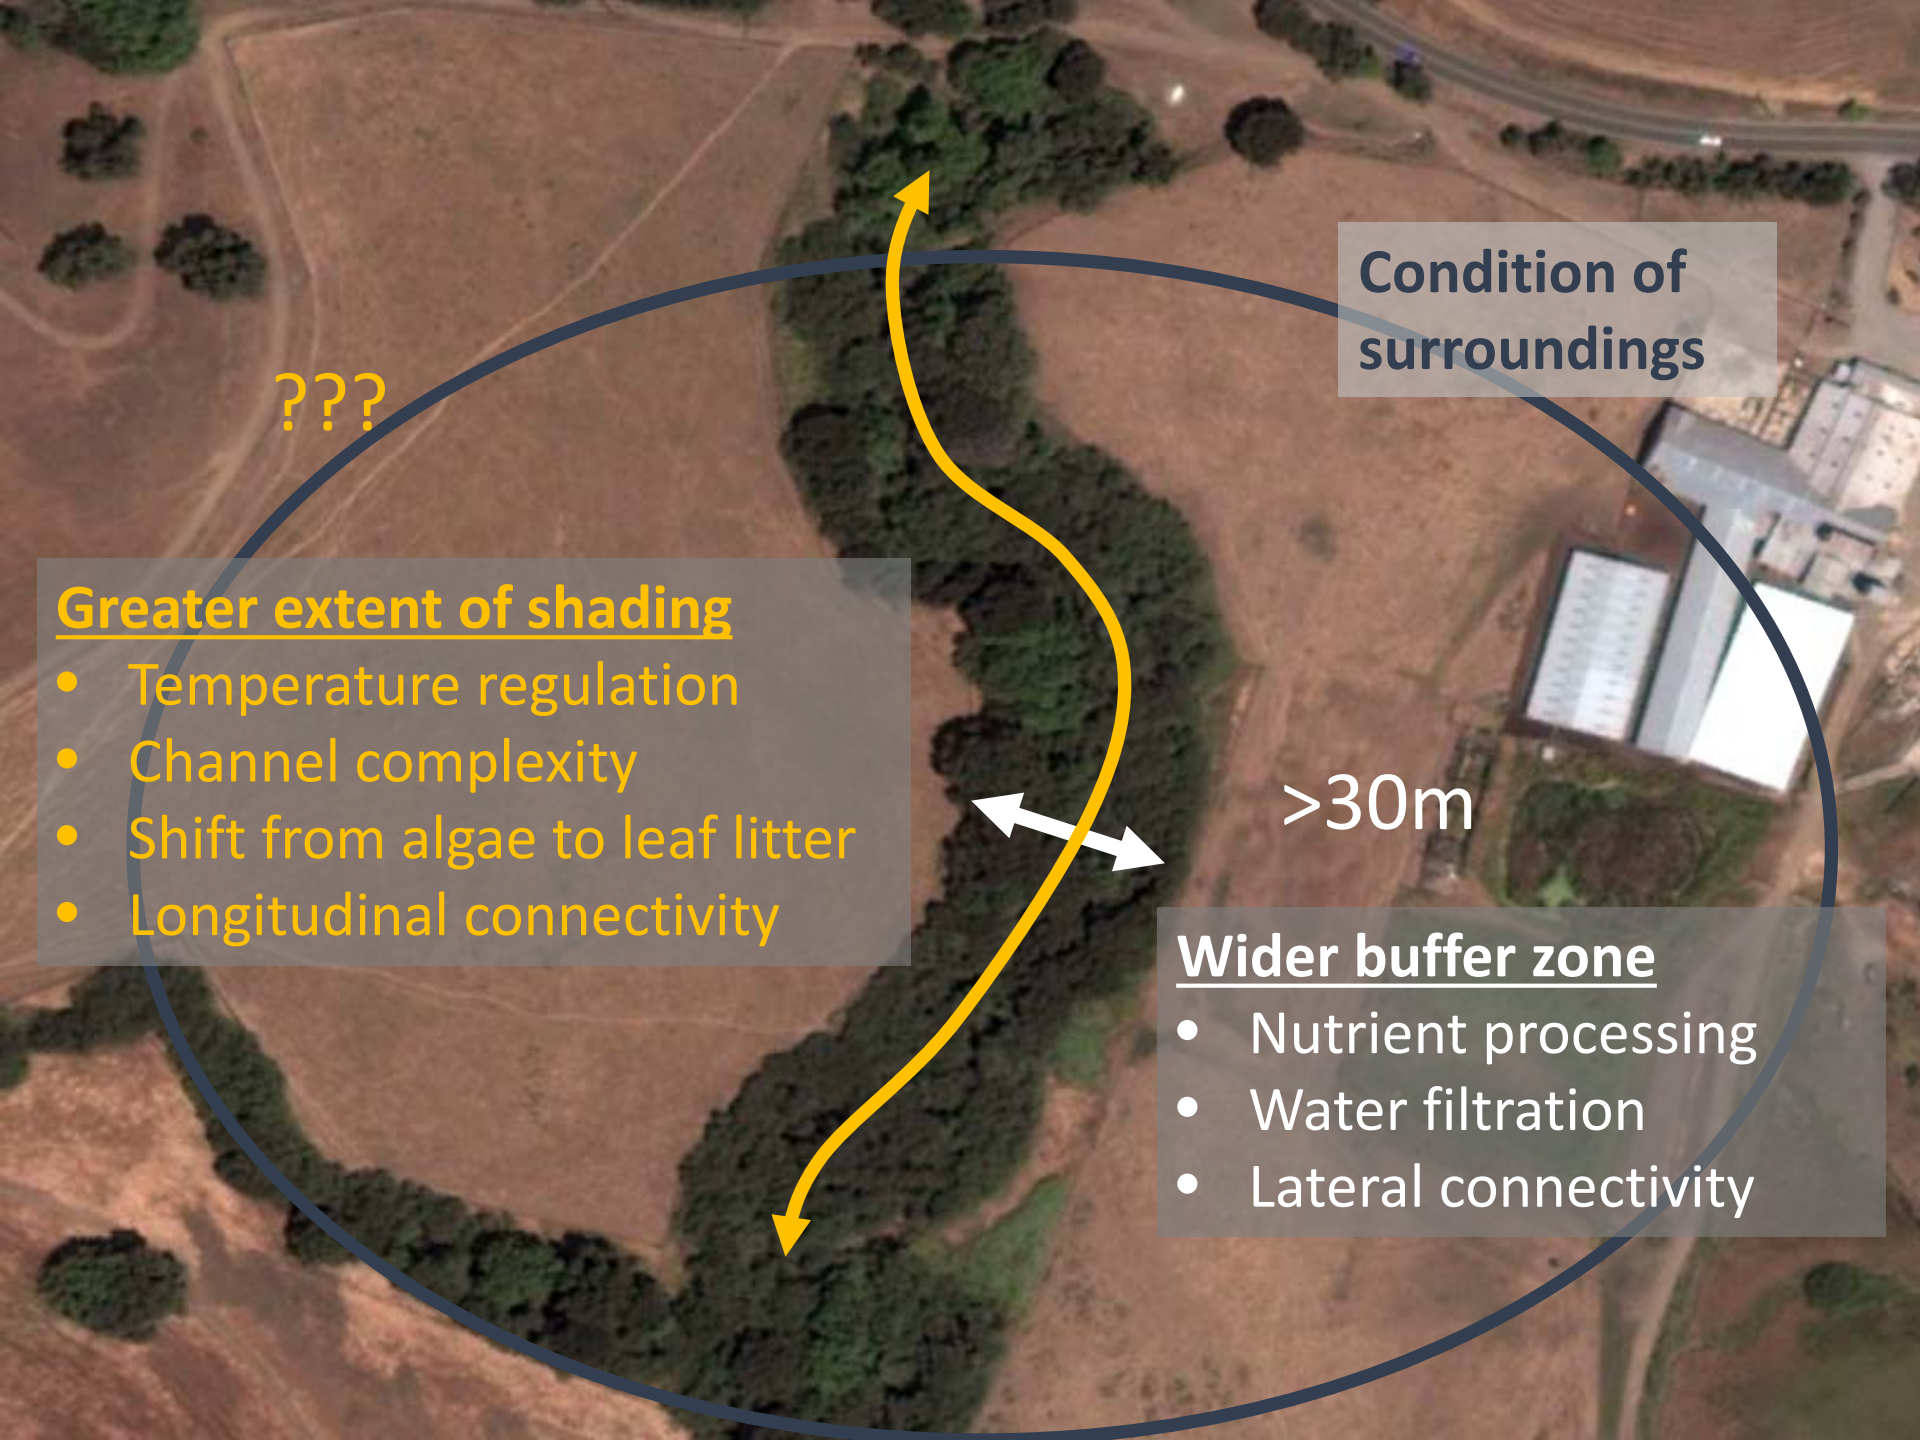 Condition of
surroundings
???
Greater extent of shading
• Temperature regulation
• Channel complexity
• Shift from algae to leaf litter
• Longitudinal connectivity
>30m
Wider buffer zone
• Nutrient processing
• Water filtration
• Lateral connectivity